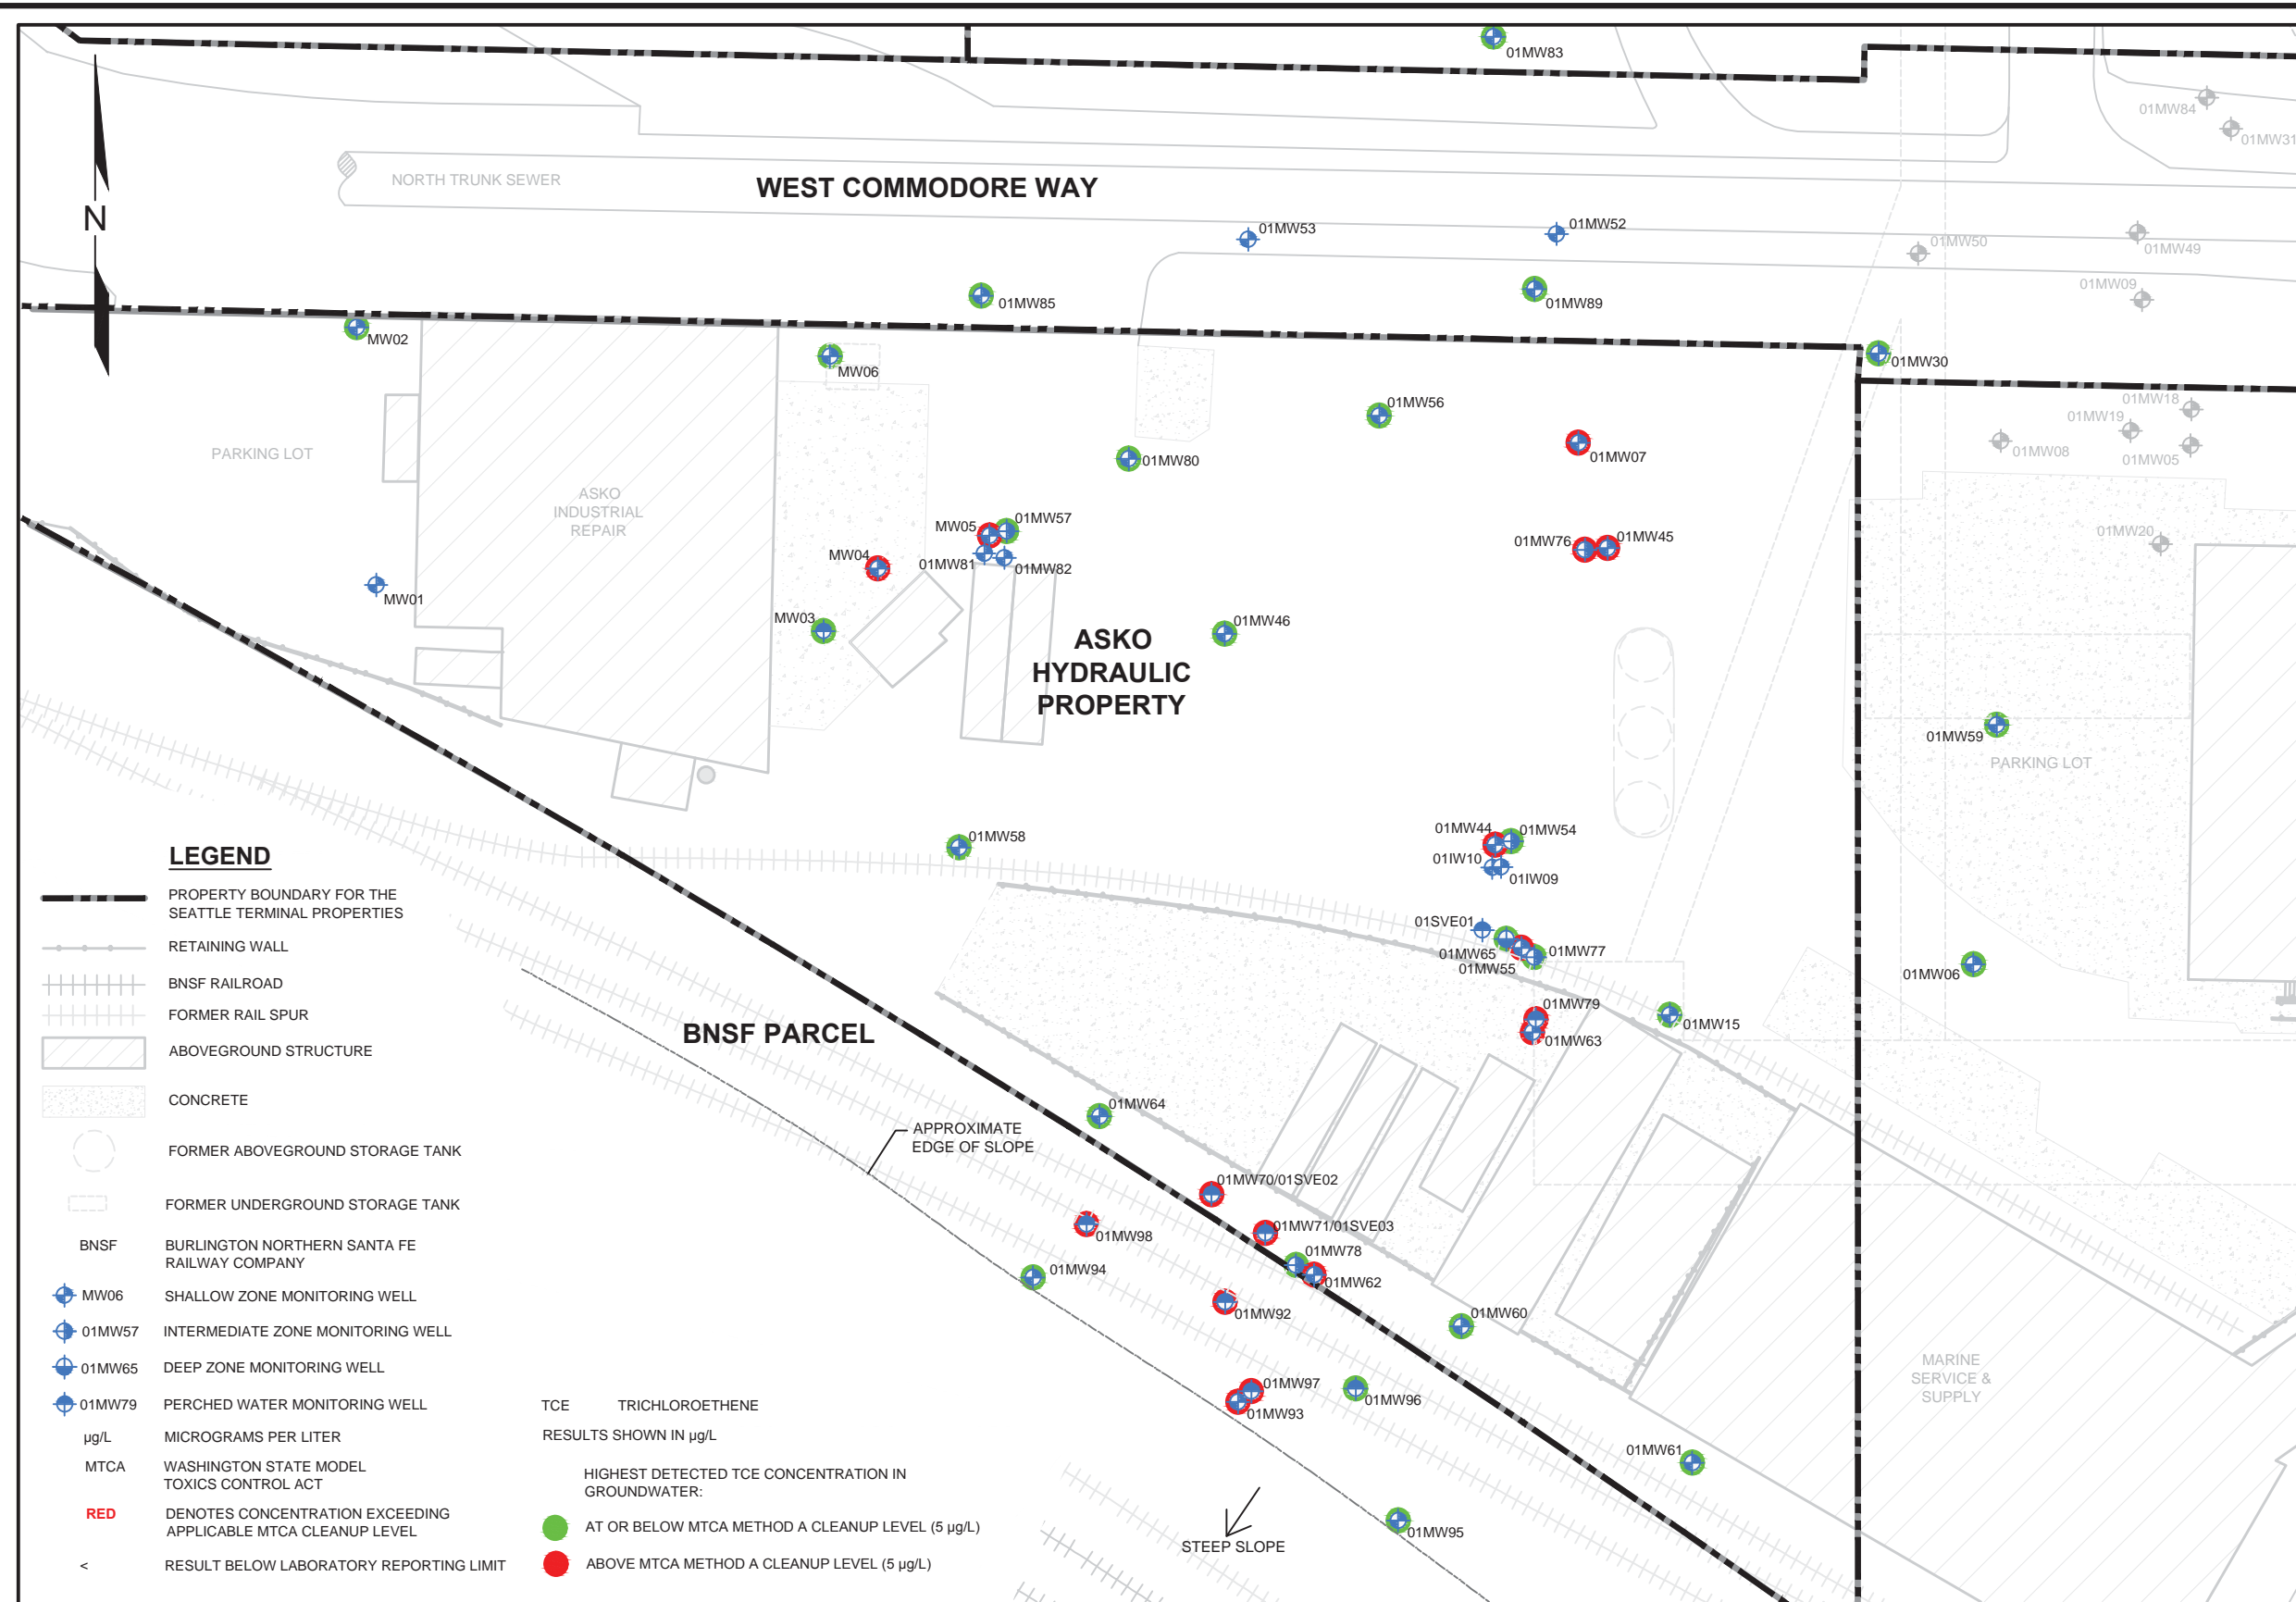 01MW83
01MW84
01MW31
NORTH TRUNK SEWER
WEST COMMODORE WAY
N
01MW53
01MW52
01MW50
01MW49
01MW85
01MW89
01MW09
MW02
MW06
01MW30
01MW56
01MW18
01MW19
01MW08
01MW05
PARKING LOT
01MW80
01MW07
ASKO
INDUSTRIAL
REPAIR
MW05
01MW57
01MW20
MW04
01MW81
01MW82
01MW76
01MW45
MW01
MW03
01MW46
ASKO
HYDRAULIC
PROPERTY
01MW59
PARKING LOT
01MW58
01MW44
01MW54
01IW10
01IW09
01SVE01
01MW65
01MW77
01MW55
01MW06
01MW79
01MW15
01MW63
BNSF PARCEL
01MW64
APPROXIMATE
EDGE OF SLOPE
01MW70/01SVE02
01MW98
01MW71/01SVE03
01MW78
01MW94
01MW62
01MW92
01MW60
01MW97
01MW93
01MW96
MARINE
SERVICE &
SUPPLY
01MW61
01MW95
STEEP SLOPE
LEGEND
PROPERTY BOUNDARY FOR THE
SEATTLE TERMINAL PROPERTIES
RETAINING WALL
BNSF RAILROAD
FORMER RAIL SPUR
ABOVEGROUND STRUCTURE
CONCRETE
FORMER ABOVEGROUND STORAGE TANK
FORMER UNDERGROUND STORAGE TANK
BNSF BURLINGTON NORTHERN SANTA FE
RAILWAY COMPANY
MW06 SHALLOW ZONE MONITORING WELL
01MW57 INTERMEDIATE ZONE MONITORING WELL
01MW65 DEEP ZONE MONITORING WELL
01MW79 PERCHED WATER MONITORING WELL
µg/L MICROGRAMS PER LITER
MTCA WASHINGTON STATE MODEL
TOXICS CONTROL ACT
RED DENOTES CONCENTRATION EXCEEDING
APPLICABLE MTCA CLEANUP LEVEL
< RESULT BELOW LABORATORY REPORTING LIMIT
TCE TRICHLOROETHENE
RESULTS SHOWN IN µg/L
HIGHEST DETECTED TCE CONCENTRATION IN
GROUNDWATER:
AT OR BELOW MTCA METHOD A CLEANUP LEVEL (5 µg/L)
ABOVE MTCA METHOD A CLEANUP LEVEL (5 µg/L)